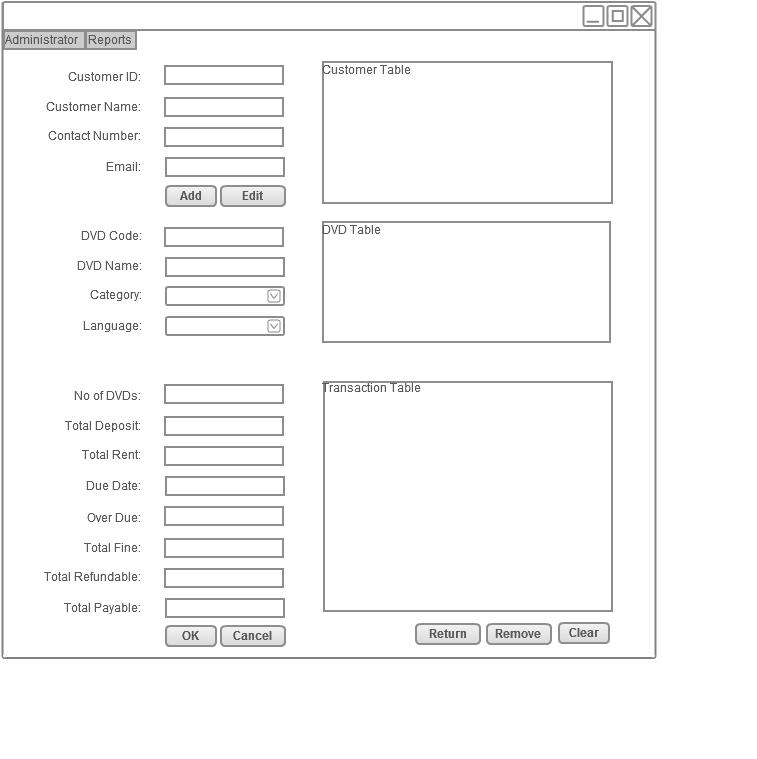 Administrator Reports
Customer ID:
Customer Table
Customer Name:
Contact Number:
Email:
Add Edit
DVD Code:
DVD Table
DVD Name:
Category:
Language:
No of DVDs:
Transaction Table
Total Deposit:
Total Rent:
Due Date:
Over Due:
Total Fine:
Total Refundable:
Total Payable:
OK Cancel
Return Remove Clear